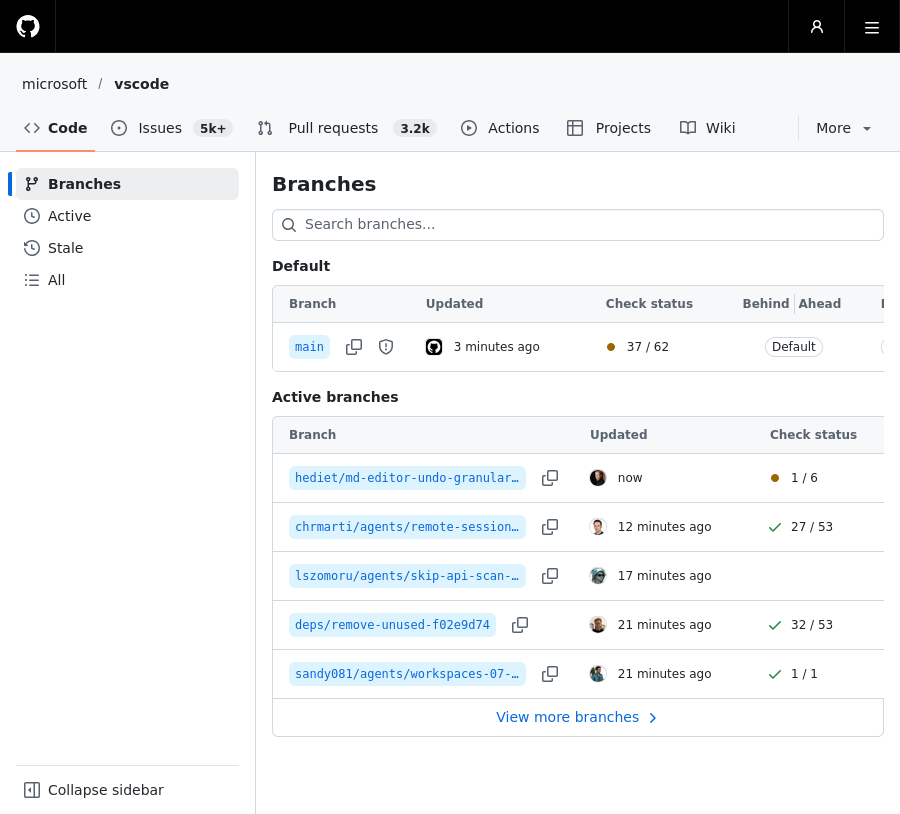 microsoft / vscode
Code Issues 5k+ Pull requests 3.2k Actions Projects Wiki More
Branches
Active
Stale
All
Collapse sidebar
Branches
Search branches...
Default
Branch Updated Check status Behind Ahead
main 3 minutes ago 37 / 62 Default
Active branches
Branch Updated Check status
hediet/md-editor-undo-granular… now 1 / 6
chrmarti/agents/remote-session… 12 minutes ago 27 / 53
lszomoru/agents/skip-api-scan-… 17 minutes ago
deps/remove-unused-f02e9d74 21 minutes ago 32 / 53
sandy081/agents/workspaces-07-… 21 minutes ago 1 / 1
View more branches